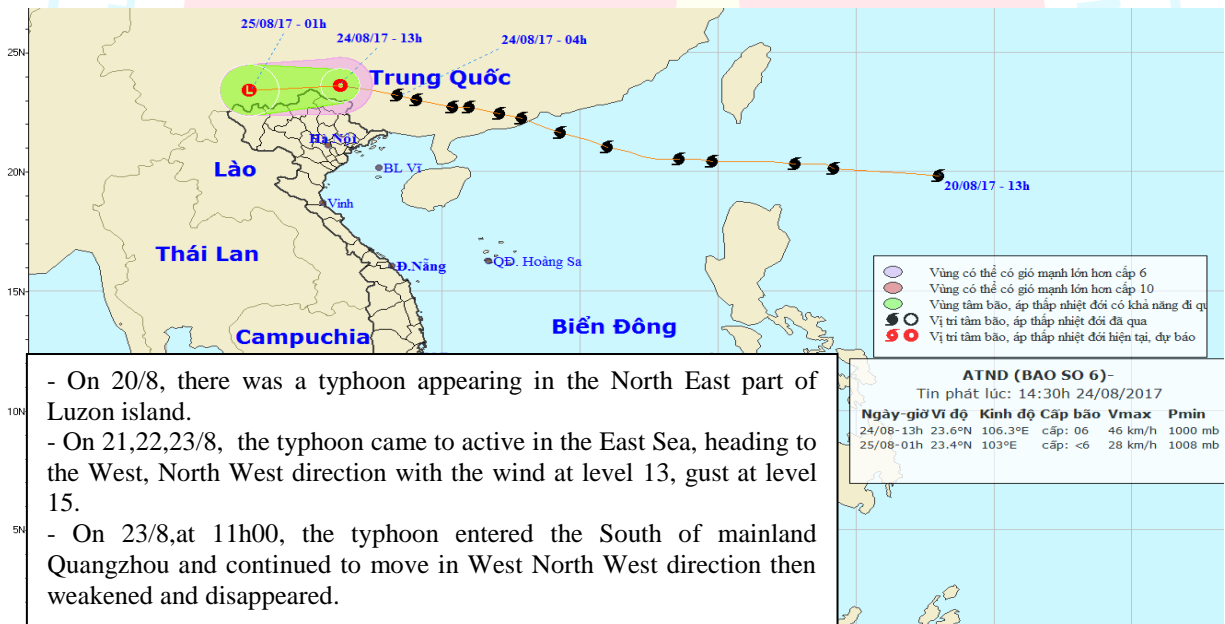 25/08/17 - 01h
24/08/17 - 13h
24/08/17 - 04h
25N
Trung Quốc
Hà Nội
Lào
BL Vĩ
20N
20/08/17 - 13h
Vinh
Thái Lan
Đ.Nẵng
QĐ. Hoàng Sa
15N
Campuchia
Biển Đông
Vùng có thể có gió mạnh lớn hơn cấp 6
Vùng có thể có gió mạnh lớn hơn cấp 10
Vùng tâm bão, áp thấp nhiệt đới có khả năng đi qu
Vị trí tâm bão, áp thấp nhiệt đới đã qua
Vị trí tâm bão, áp thấp nhiệt đới hiện tại, dự báo
ATND (BAO SO 6)-
Tin phát lúc: 14:30h 24/08/2017
Ngày-giờ Vĩ độ Kinh độ Cấp bão Vmax Pmin
24/08-13h 23.6°N 106.3°E cấp: 06 46 km/h 1000 mb
25/08-01h 23.4°N 103°E cấp: <6 28 km/h 1008 mb
10N
5N
- On 20/8, there was a typhoon appearing in the North East part of
Luzon island.
- On 21,22,23/8, the typhoon came to active in the East Sea, heading to
the West, North West direction with the wind at level 13, gust at level
15.
- On 23/8,at 11h00, the typhoon entered the South of mainland
Quangzhou and continued to move in West North West direction then
weakened and disappeared.